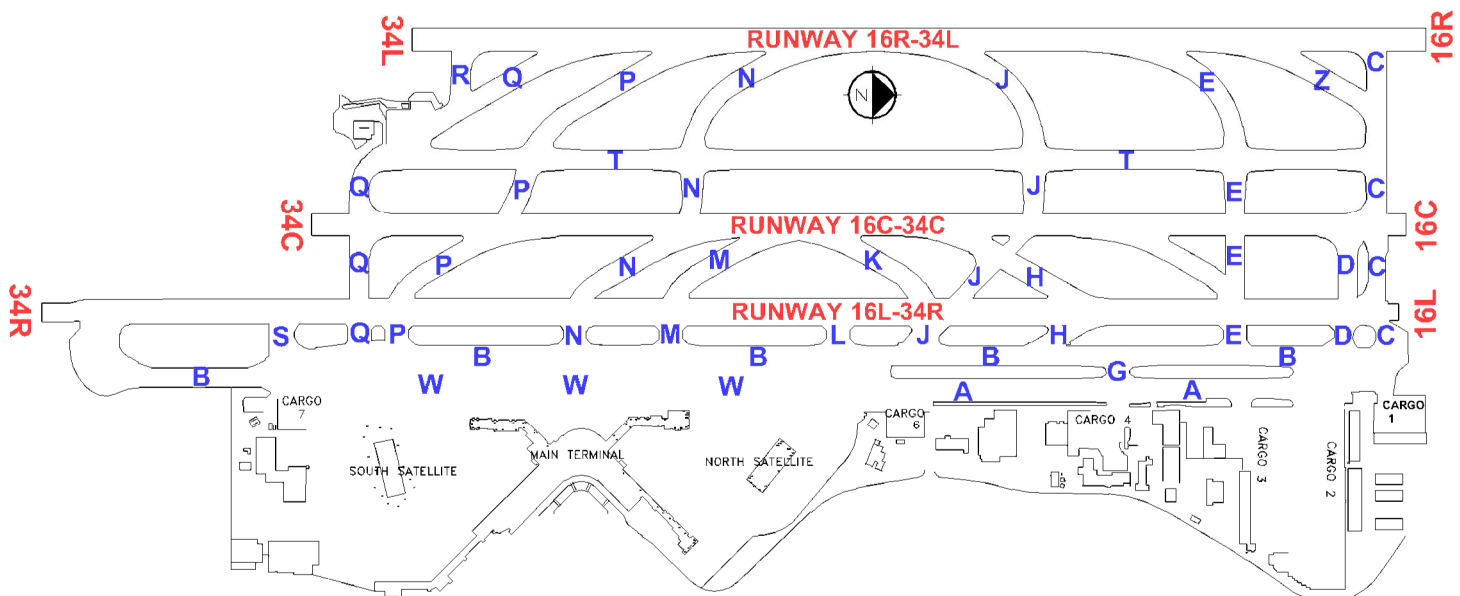 34L
RUNWAY 16R-34L
16R
R
Q
P
N
J
E
Z
C
N
T
T
Q
P
N
J
E
C
34C
RUNWAY 16C-34C
16C
Q
P
N
M
K
J
H
E
D
C
34R
RUNWAY 16L-34R
16L
S
Q
P
N
M
L
J
H
E
D
C
B
B
B
B
B
W
W
W
G
A
A
CARGO
7
CARGO
6
CARGO 4
CARGO
1
SOUTH SATELLITE
MAIN TERMINAL
NORTH SATELLITE
CARGO 3
CARGO 2